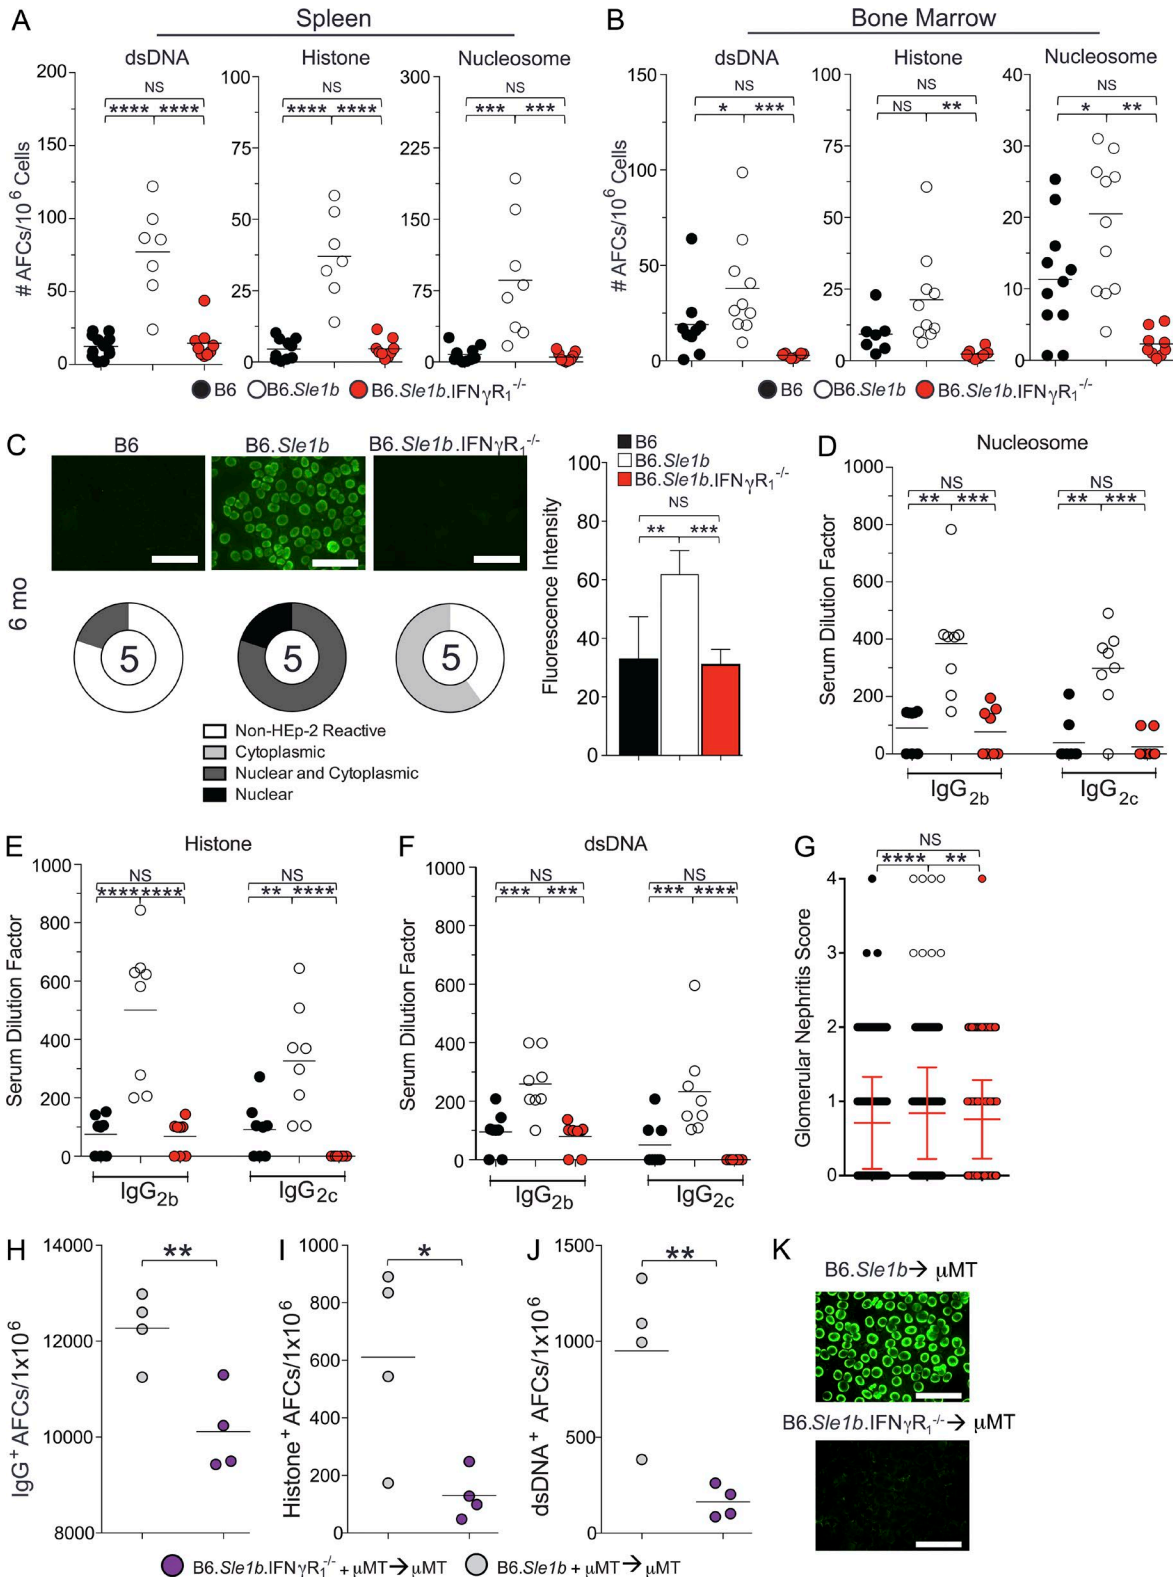 A
Spleen
dsDNA
Histone
Nucleosome
# AFCs/10^6 Cells
200
150
100
50
0
NS
**** ****
100
75
50
25
0
NS
**** ****
300
225
150
75
0
NS
*** ***
B6 B6.Sle1b B6.Sle1b.IFNγR1-/-
B
Bone Marrow
dsDNA
Histone
Nucleosome
# AFCs/10^6 Cells
150
100
50
0
NS
* ***
100
75
50
25
0
NS
NS **
40
30
20
10
0
NS
* **
B6 B6.Sle1b B6.Sle1b.IFNγR1-/-
C
B6 B6.Sle1b B6.Sle1b.IFNγR1-/-
6 mo
5 5 5
Non-HEp-2 Reactive
Cytoplasmic
Nuclear and Cytoplasmic
Nuclear
B6
B6.Sle1b
B6.Sle1b.IFNγR1-/-
Fluorescence Intensity
100
80
60
40
20
0
NS
** ***
D
Nucleosome
Serum Dilution Factor
1000
800
600
400
200
0
NS NS
** *** ** ***
IgG2b IgG2c
E
Histone
Serum Dilution Factor
1000
800
600
400
200
0
NS NS
******** ** ****
IgG2b IgG2c
F
dsDNA
Serum Dilution Factor
1000
800
600
400
200
0
NS NS
*** *** *** ****
IgG2b IgG2c
G
Glomerular Nephritis Score
4
3
2
1
0
NS
**** **
H
IgG+ AFCs/1x10^6
14000
12000
10000
8000
**
I
Histone+ AFCs/1x10^6
1000
800
600
400
200
0
*
J
dsDNA+ AFCs/1x10^6
1500
1000
500
0
**
B6.Sle1b.IFNγR1-/- + μMT→μMT B6.Sle1b + μMT→μMT
K
B6.Sle1b→ μMT
B6.Sle1b.IFNγR1-/-→ μMT